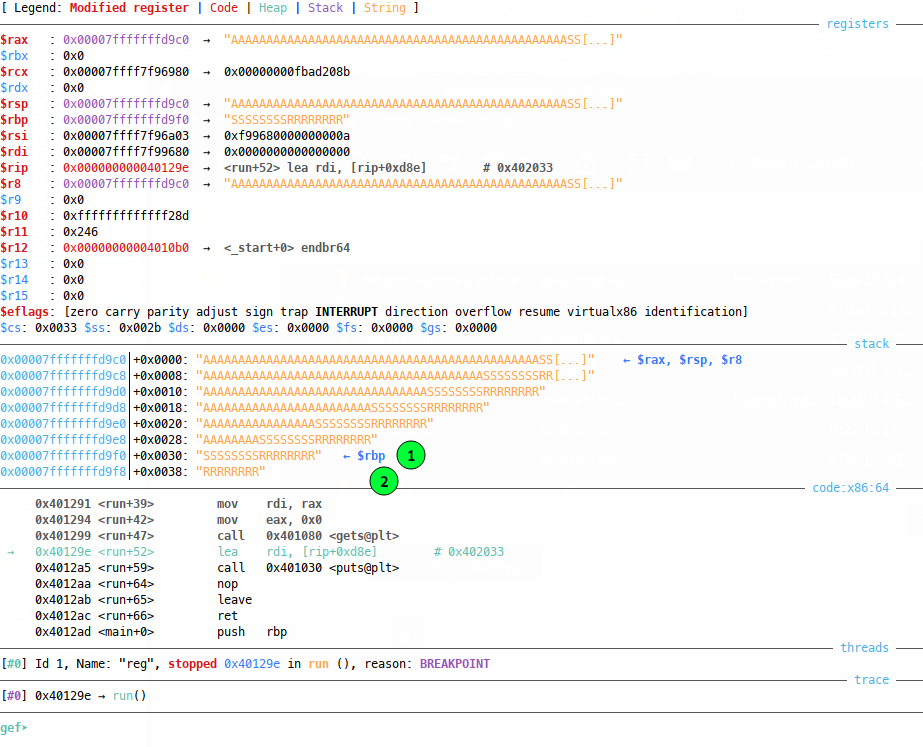 [ Legend: Modified register | Code | Heap | Stack | String ]
registers
$rax : 0x00007fffffffd9c0 → "AAAAAAAAAAAAAAAAAAAAAAAAAAAAAAAAAAAAAAAAAAAAAAAASS[...]"
$rbx : 0x0
$rcx : 0x00007ffff7f96980 → 0x00000000fbad208b
$rdx : 0x0
$rsp : 0x00007fffffffd9c0 → "AAAAAAAAAAAAAAAAAAAAAAAAAAAAAAAAAAAAAAAAAAAAAAAASS[...]"
$rbp : 0x00007fffffffd9f0 → "SSSSSSSSRRRRRRRR"
$rsi : 0x00007ffff7f96a03 → 0xf99680000000000a
$rdi : 0x00007ffff7f99680 → 0x0000000000000000
$rip : 0x000000000040129e → <run+52> lea rdi, [rip+0xd8e] # 0x402033
$r8 : 0x00007fffffffd9c0 → "AAAAAAAAAAAAAAAAAAAAAAAAAAAAAAAAAAAAAAAAAAAAAAAASS[...]"
$r9 : 0x0
$r10 : 0xfffffffffffff28d
$r11 : 0x246
$r12 : 0x00000000004010b0 → <_start+0> endbr64
$r13 : 0x0
$r14 : 0x0
$r15 : 0x0
$eflags: [zero carry parity adjust sign trap INTERRUPT direction overflow resume virtualx86 identification]
$cs: 0x0033 $ss: 0x002b $ds: 0x0000 $es: 0x0000 $fs: 0x0000 $gs: 0x0000
stack
0x00007fffffffd9c0│+0x0000: "AAAAAAAAAAAAAAAAAAAAAAAAAAAAAAAAAAAAAAAAAAAAAAAASS[...]" ← $rax, $rsp, $r8
0x00007fffffffd9c8│+0x0008: "AAAAAAAAAAAAAAAAAAAAAAAAAAAAAAAAAAAAAAAASSSSSSSSRR[...]"
0x00007fffffffd9d0│+0x0010: "AAAAAAAAAAAAAAAAAAAAAAAAAAAAAAAASSSSSSSSRRRRRRRR"
0x00007fffffffd9d8│+0x0018: "AAAAAAAAAAAAAAAAAAAAAAAASSSSSSSSRRRRRRRR"
0x00007fffffffd9e0│+0x0020: "AAAAAAAAAAAAAAAASSSSSSSSRRRRRRRR"
0x00007fffffffd9e8│+0x0028: "AAAAAAAASSSSSSSSRRRRRRRR"
0x00007fffffffd9f0│+0x0030: "SSSSSSSSRRRRRRRR" ← $rbp 1
0x00007fffffffd9f8│+0x0038: "RRRRRRRR" 2
code:x86:64
0x401291 <run+39> mov rdi, rax
0x401294 <run+42> mov eax, 0x0
0x401299 <run+47> call 0x401080 <gets@plt>
→ 0x40129e <run+52> lea rdi, [rip+0xd8e] # 0x402033
0x4012a5 <run+59> call 0x401030 <puts@plt>
0x4012aa <run+64> nop
0x4012ab <run+65> leave
0x4012ac <run+66> ret
0x4012ad <main+0> push rbp
threads
[#0] Id 1, Name: "reg", stopped 0x40129e in run (), reason: BREAKPOINT
trace
[#0] 0x40129e → run()
gef➤